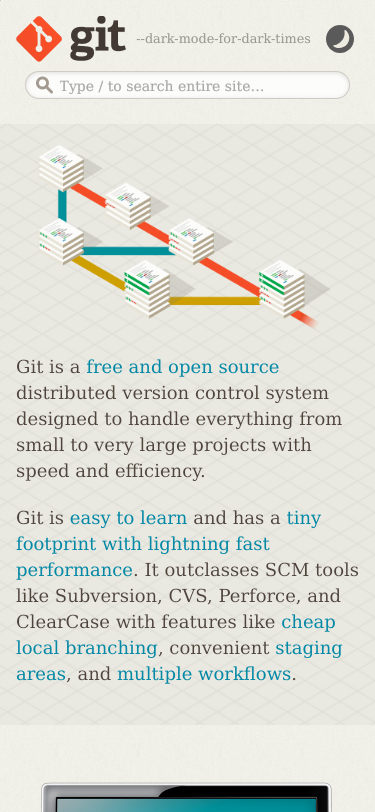 git --dark-mode-for-dark-times
Type / to search entire site…
Git is a free and open source
distributed version control system
designed to handle everything from
small to very large projects with
speed and efficiency.
Git is easy to learn and has a tiny
footprint with lightning fast
performance. It outclasses SCM tools
like Subversion, CVS, Perforce, and
ClearCase with features like cheap
local branching, convenient staging
areas, and multiple workflows.